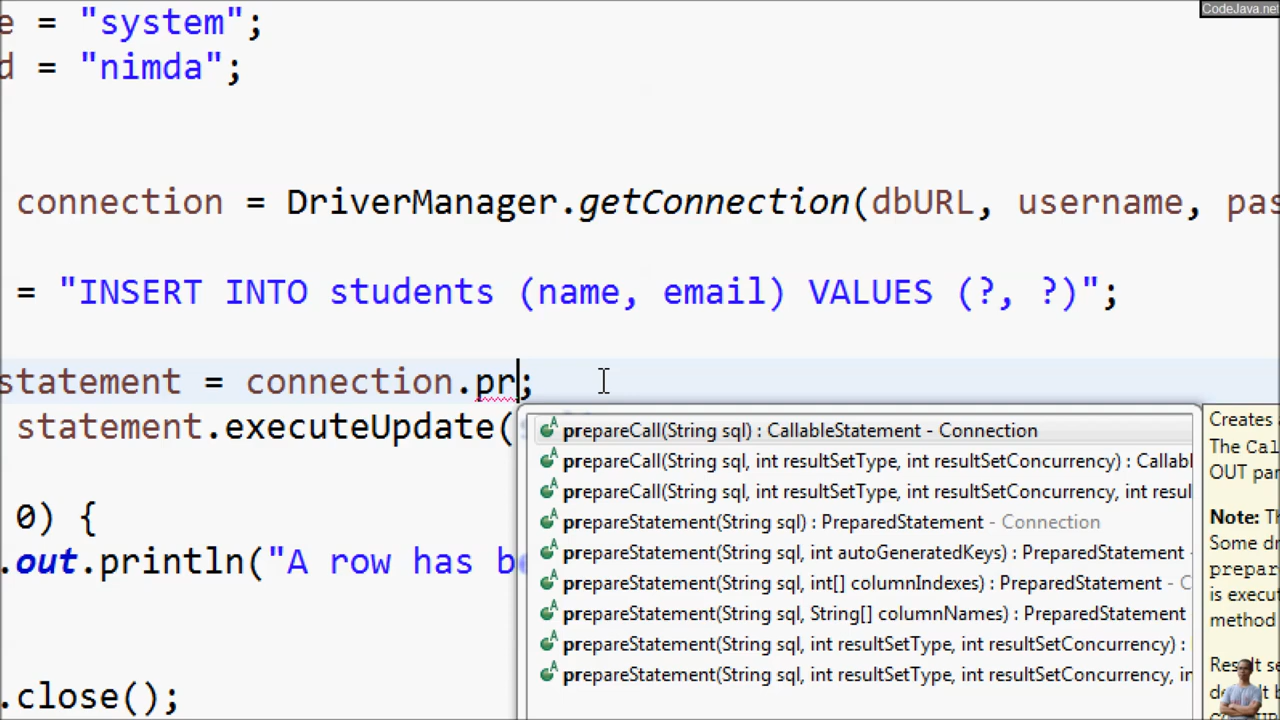 CodeJava.net
e = "system";
d = "nimda";
connection = DriverManager.getConnection(dbURL, username, pas
= "INSERT INTO students (name, email) VALUES (?, ?)";
statement = connection.pr;
statement.executeUpdate(
0) {
.out.println("A row has be
.close();
prepareCall(String sql) : CallableStatement - Connection
prepareCall(String sql, int resultSetType, int resultSetConcurrency) : Callabl
prepareCall(String sql, int resultSetType, int resultSetConcurrency, int resul
prepareStatement(String sql) : PreparedStatement - Connection
prepareStatement(String sql, int autoGeneratedKeys) : PreparedStatement -
prepareStatement(String sql, int[] columnIndexes) : PreparedStatement - C
prepareStatement(String sql, String[] columnNames) : PreparedStatement
prepareStatement(String sql, int resultSetType, int resultSetConcurrency) :
prepareStatement(String sql, int resultSetType, int resultSetConcurrency, in
Creates a
The Cal
OUT par
Note: Th
Some dr
prepar
is execut
method
Result se